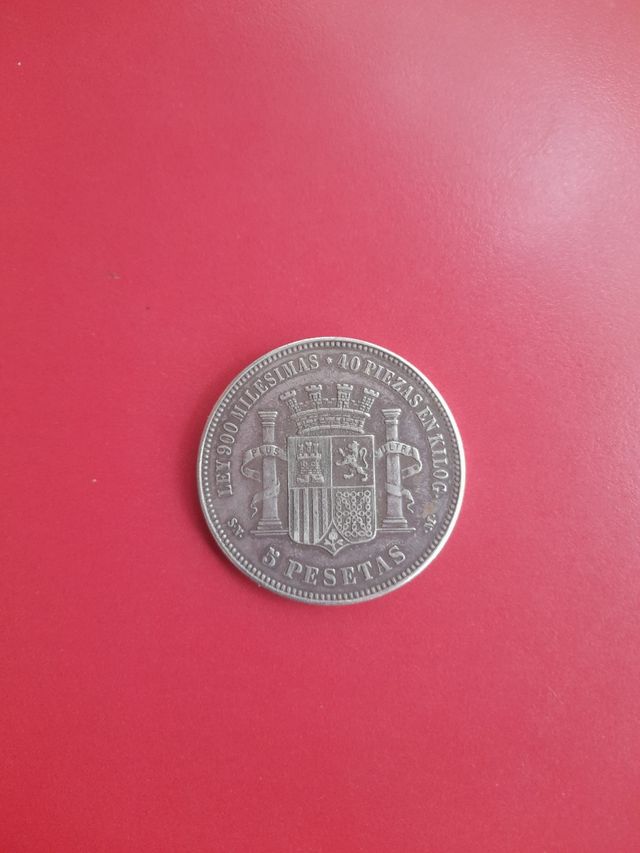 LEY 900 MILESIMAS * 40 PIEZAS EN KILOG.
PLUS ULTRA
5 PESETAS